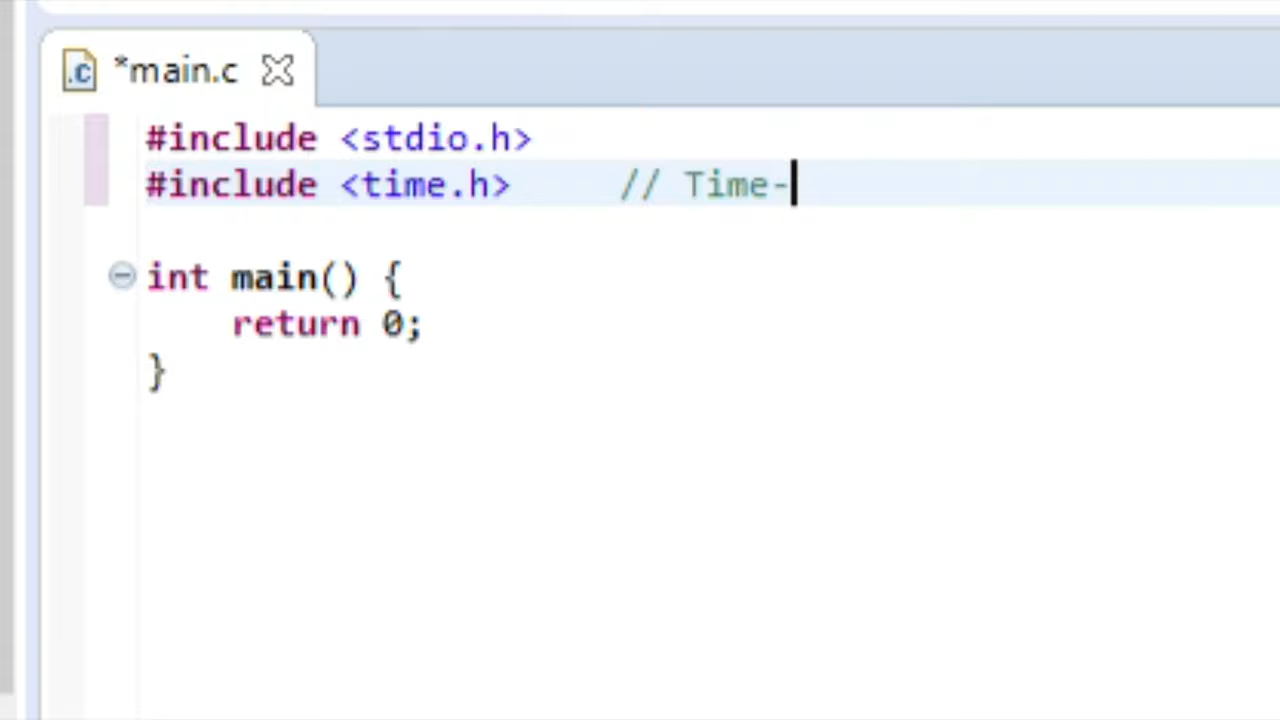 *main.c
#include <stdio.h>
#include <time.h>     // Time-
int main() {
    return 0;
}